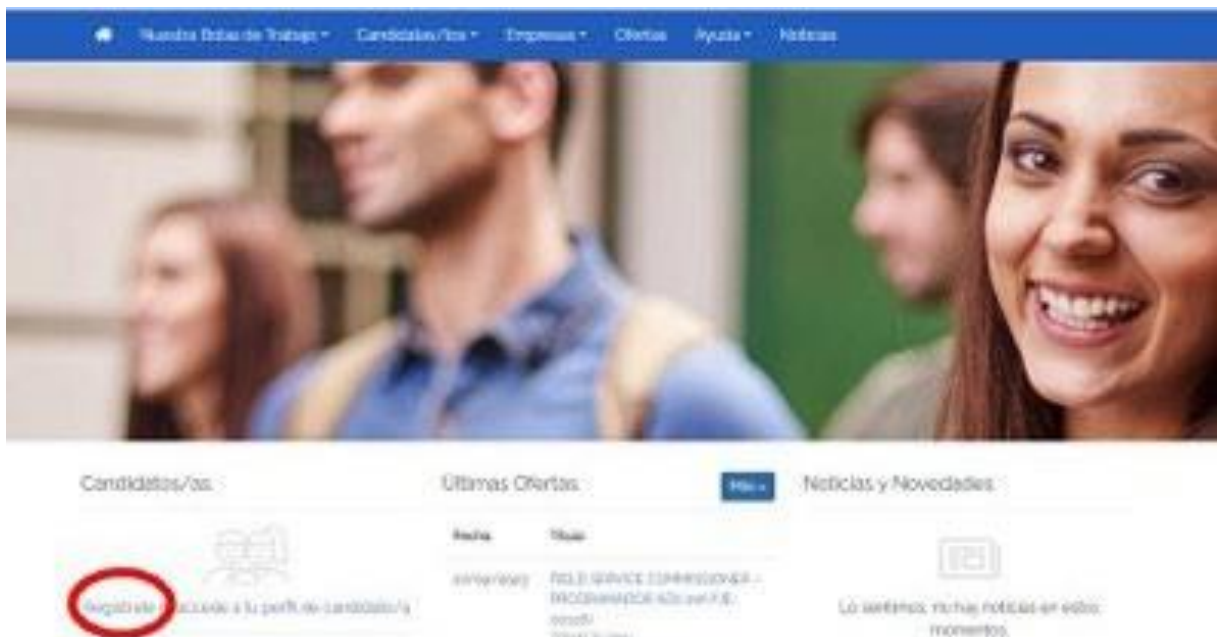 Nuestra Bolsa de Trabajo Candidatos/as Empresas Ofertas Ayuda Noticias
Candidatos/as
Últimas Ofertas
Más
Noticias y Novedades
Fecha Título
Regístrate o accede a tu perfil de candidato/a
FIELD SERVICE COMMISSIONER -
PROGRAMADOR
Lo sentimos, no hay noticias en estos
momentos.